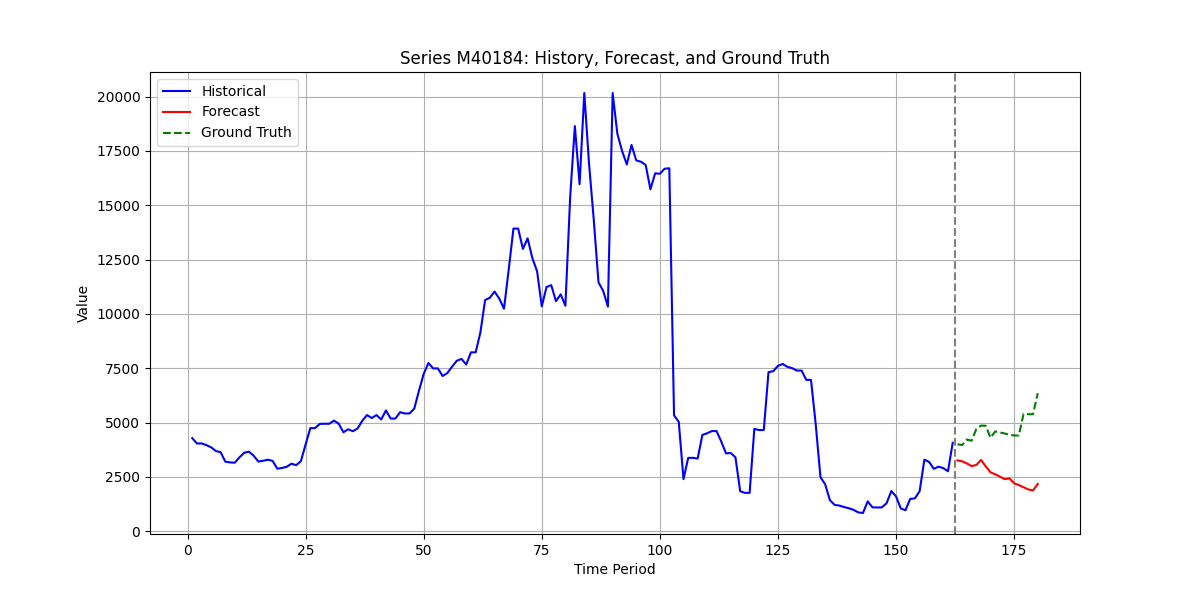 Series M40184: History, Forecast, and Ground Truth
Historical
Forecast
Ground Truth
Value
20000
17500
15000
12500
10000
7500
5000
2500
0
0 25 50 75 100 125 150 175
Time Period